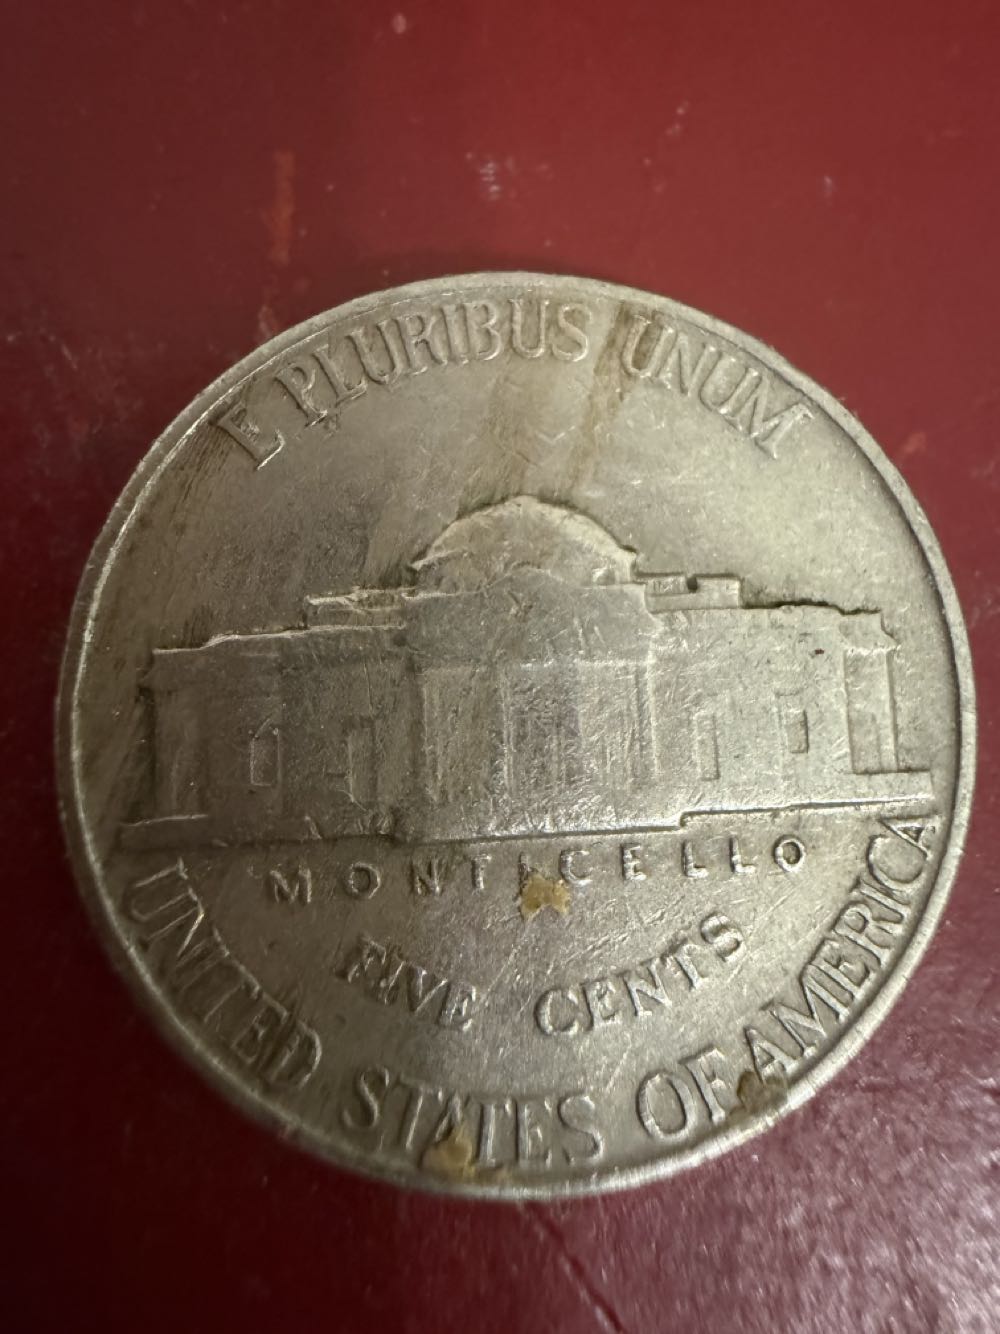 E PLURIBUS UNUM
MONTICELLO
FIVE CENTS
UNITED STATES OF AMERICA